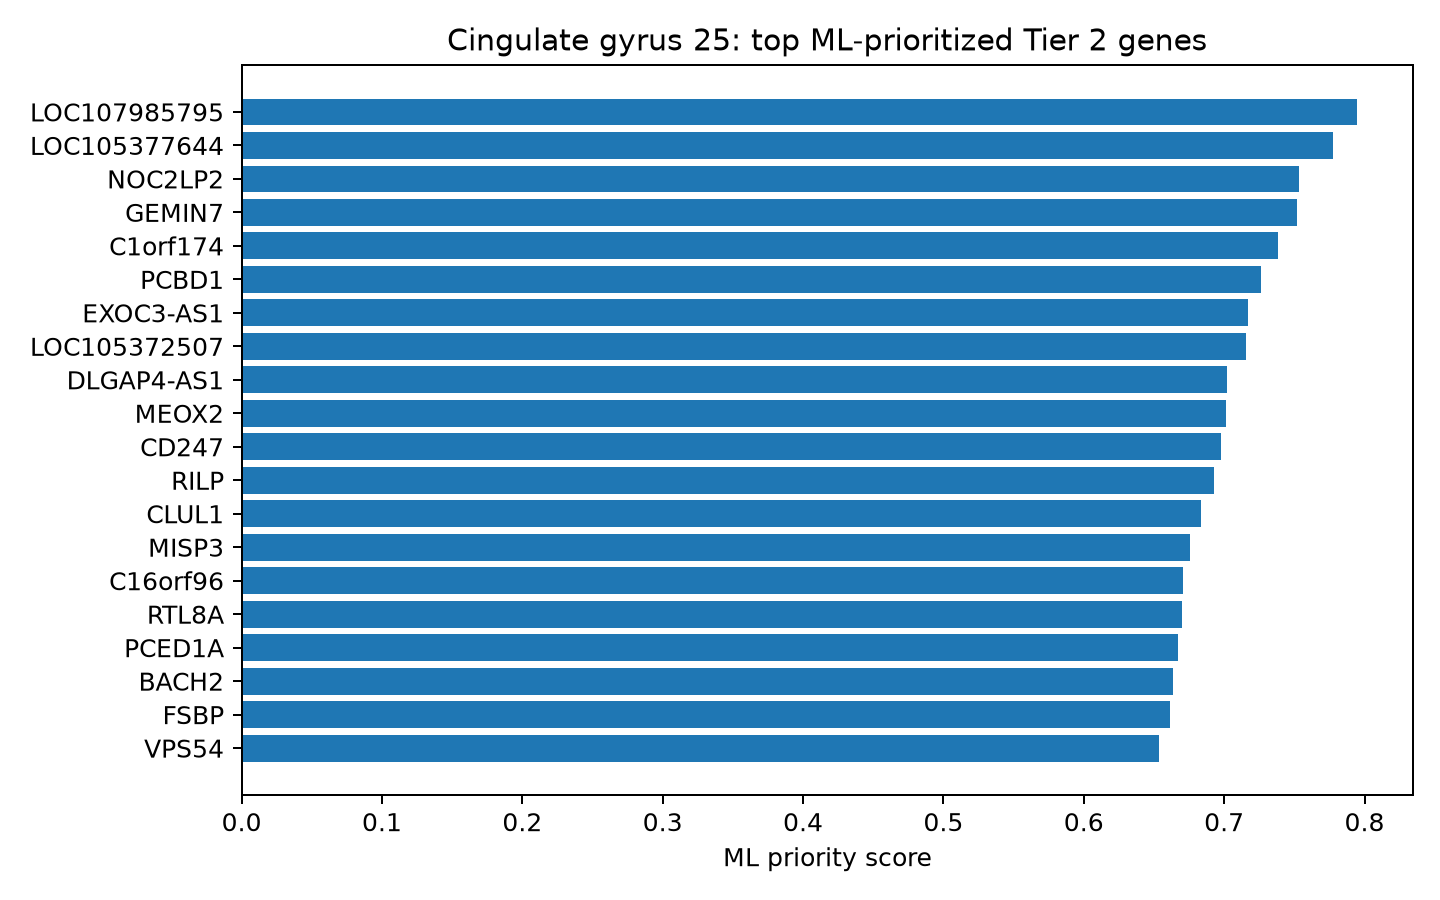 Cingulate gyrus 25: top ML-prioritized Tier 2 genes
LOC107985795
LOC105377644
NOC2LP2
GEMIN7
C1orf174
PCBD1
EXOC3-AS1
LOC105372507
DLGAP4-AS1
MEOX2
CD247
RILP
CLUL1
MISP3
C16orf96
RTL8A
PCED1A
BACH2
FSBP
VPS54
0.0 0.1 0.2 0.3 0.4 0.5 0.6 0.7 0.8
ML priority score